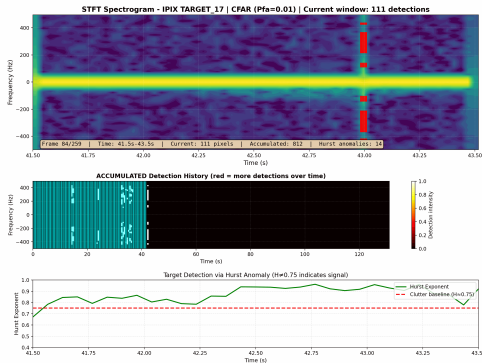 STFT Spectrogram - IPIX TARGET_17 | CFAR (Pfa=0.01) | Current window: 111 detections
400
200
0
−200
−400
Frequency (Hz)
Frame 84/259 | Time: 41.5s-43.5s | Current: 111 pixels | Accumulated: 812 | Hurst anomalies: 14
41.50 41.75 42.00 42.25 42.50 42.75 43.00 43.25 43.50
Time (s)
ACCUMULATED Detection History (red = more detections over time)
400
200
0
−200
−400
Frequency (Hz)
0 20 40 60 80 100 120
Time (s)
1.0
0.8
0.6
0.4
0.2
0.0
Detection Intensity
Target Detection via Hurst Anomaly (H≠0.75 indicates signal)
1.0
0.9
0.8
0.7
0.6
0.5
0.4
Hurst Exponent
Hurst Exponent
Clutter baseline (H≈0.75)
41.50 41.75 42.00 42.25 42.50 42.75 43.00 43.25 43.5
Time (s)